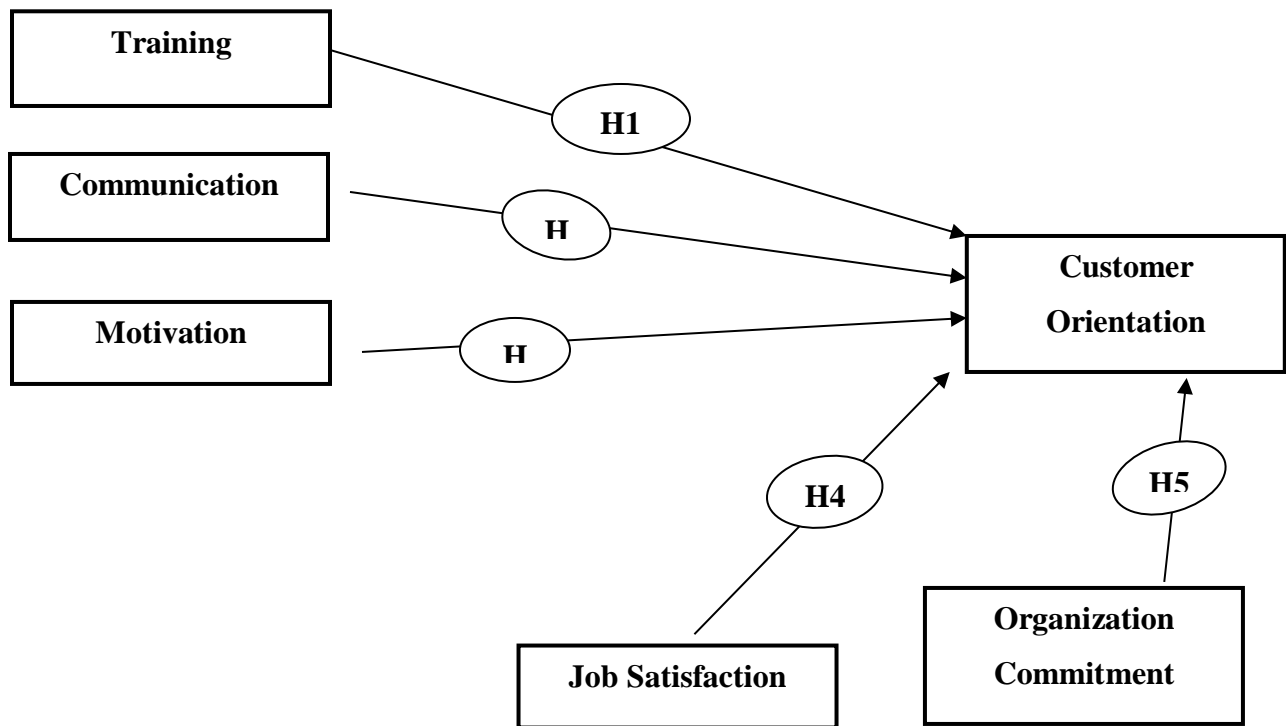 Training
H1
Communication
H
Customer
Orientation
Motivation
H
H4
H5
Organization
Commitment
Job Satisfaction